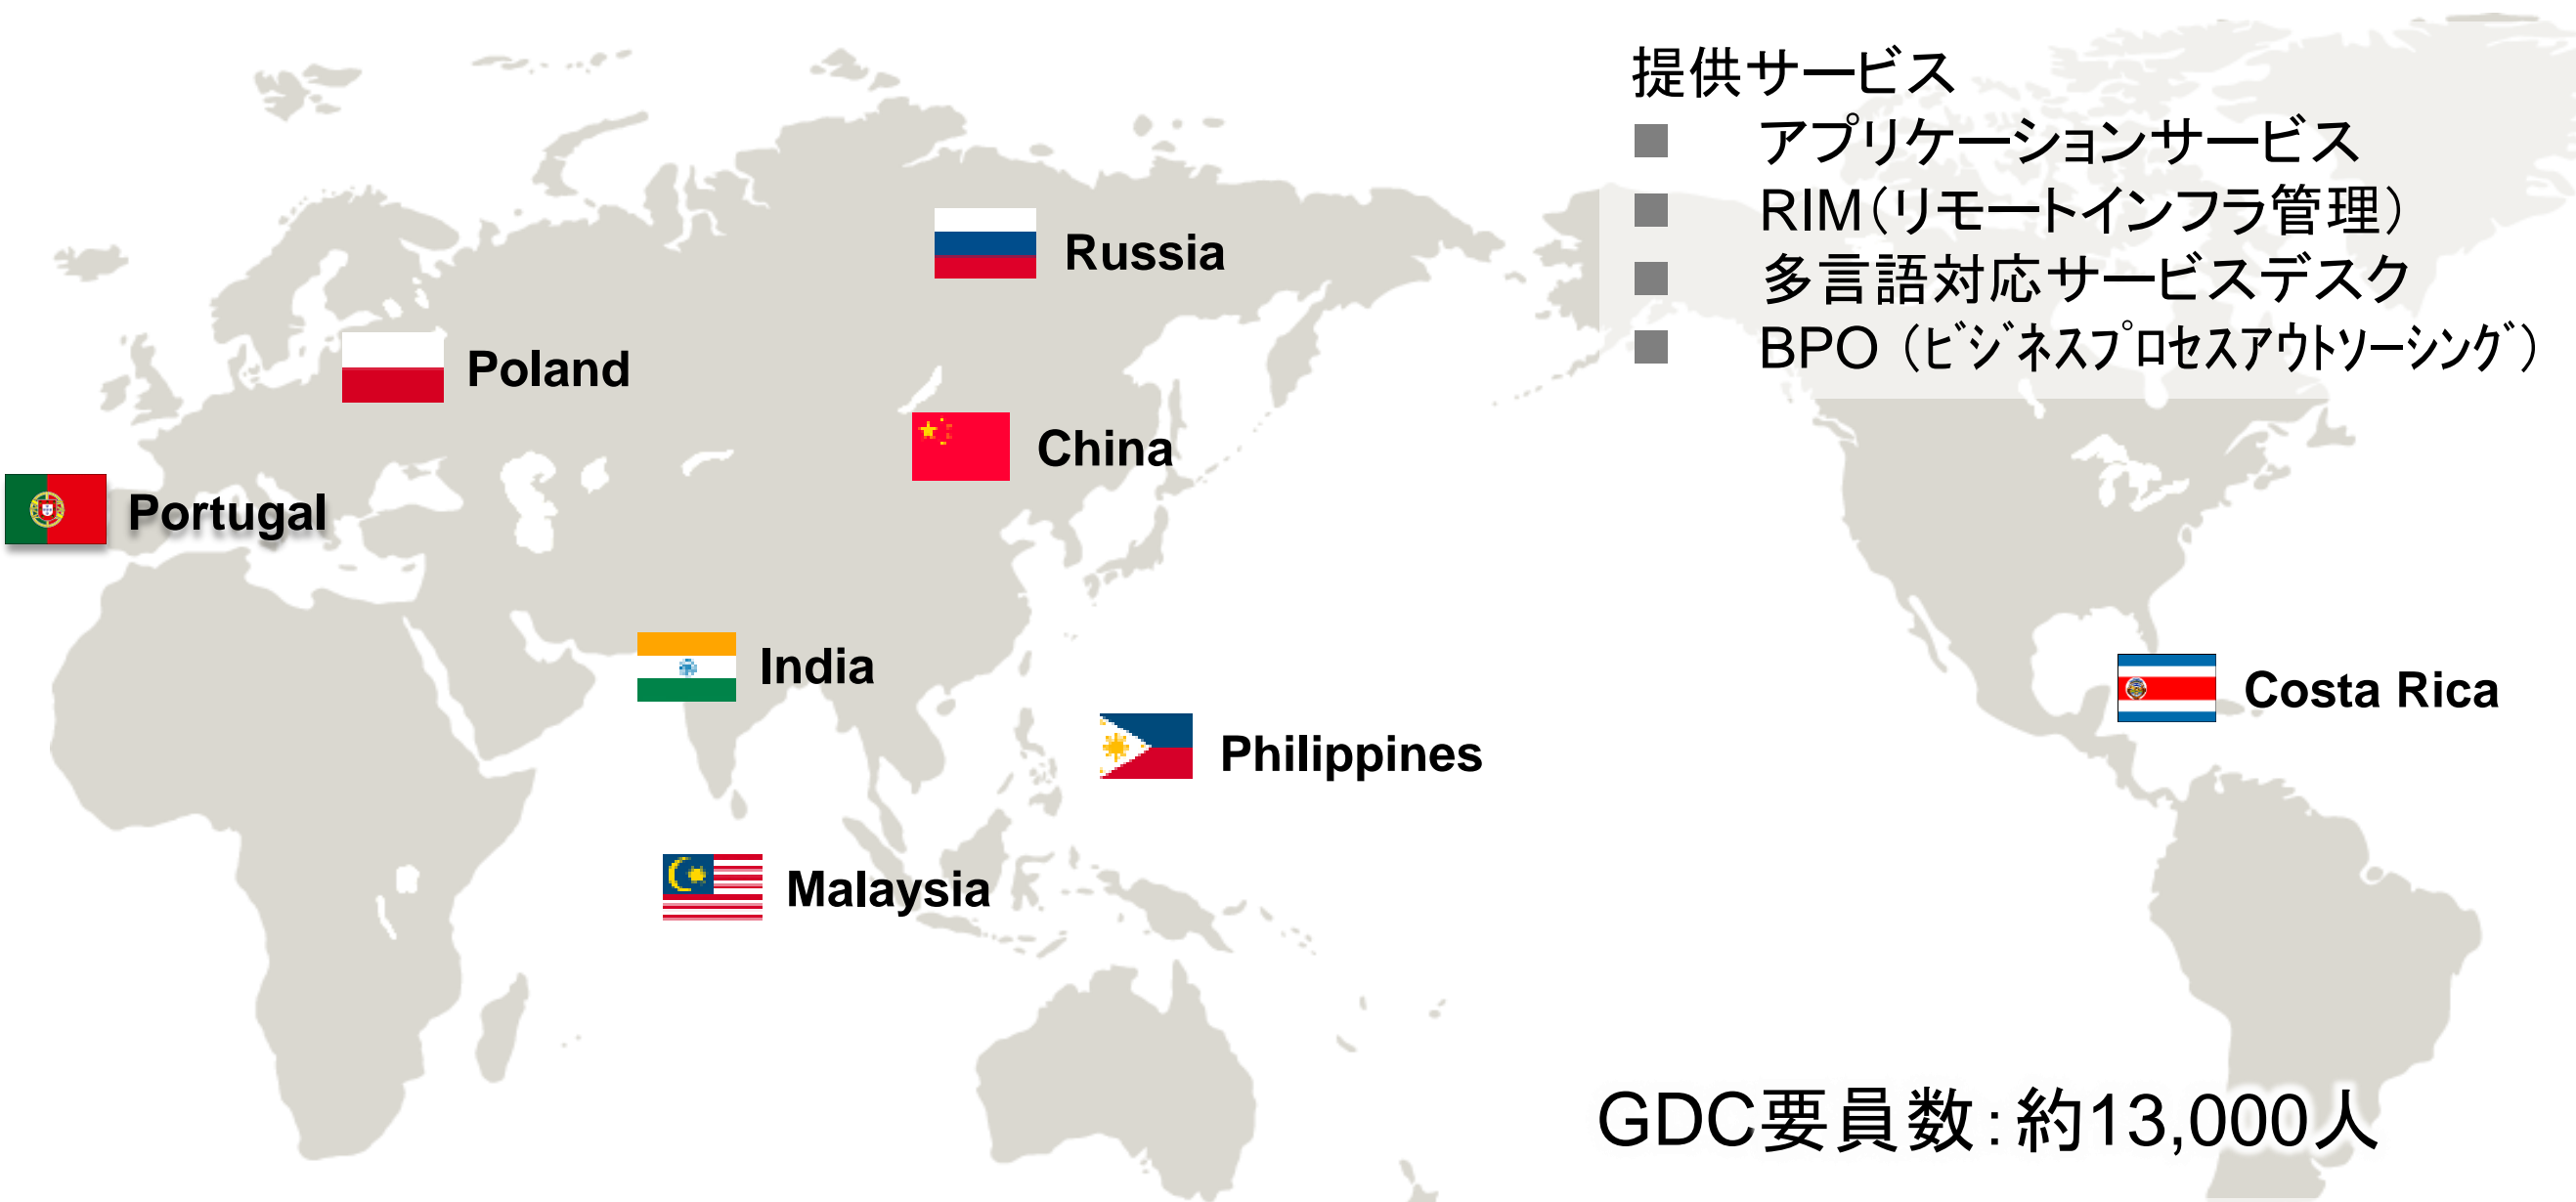 提供サービス
■ アプリケーションサービス
■ RIM（リモートインフラ管理）
■ 多言語対応サービスデスク
■ BPO （ﾋﾞｼﾞﾈｽﾌﾟﾛｾｽｱｳﾄｿｰｼﾝｸﾞ）
Russia
Poland
China
Portugal
India
Costa Rica
Philippines
Malaysia
GDC要員数：約13,000人